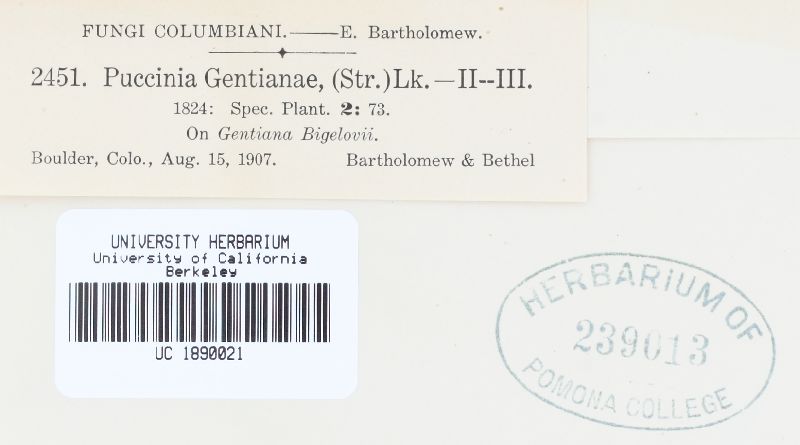 FUNGI COLUMBIANI.——E. Bartholomew.
2451. Puccinia Gentianae, (Str.) Lk.—II--III.
1824: Spec. Plant. 2: 73.
On Gentiana Bigelovii.
Boulder, Colo., Aug. 15, 1907. Bartholomew & Bethel
UNIVERSITY HERBARIUM
University of California
Berkeley
UC 1890021
HERBARIUM OF
239013
POMONA COLLEGE